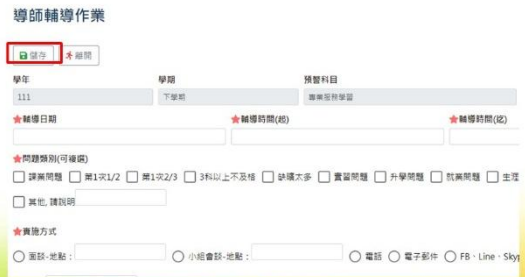 導師輔導作業
儲存 離開
學年 學期 預警科目
111 下學期 專業服務學習
★輔導日期 ★輔導時間(起) ★輔導時間(迄)
★問題類別(可複選)
課業問題 第1次1/2 第1次2/3 3科以上不及格 缺曠太多 實習問題 升學問題 就業問題 生理
其他, 請說明
★實施方式
面談-地點: 小組會談-地點: 電話 電子郵件 FB、Line、Skyp